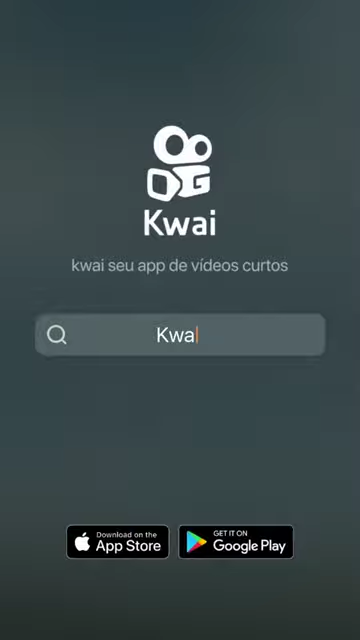 Kwai
kwai seu app de vídeos curtos
Kwa
Download on the
App Store
GET IT ON
Google Play